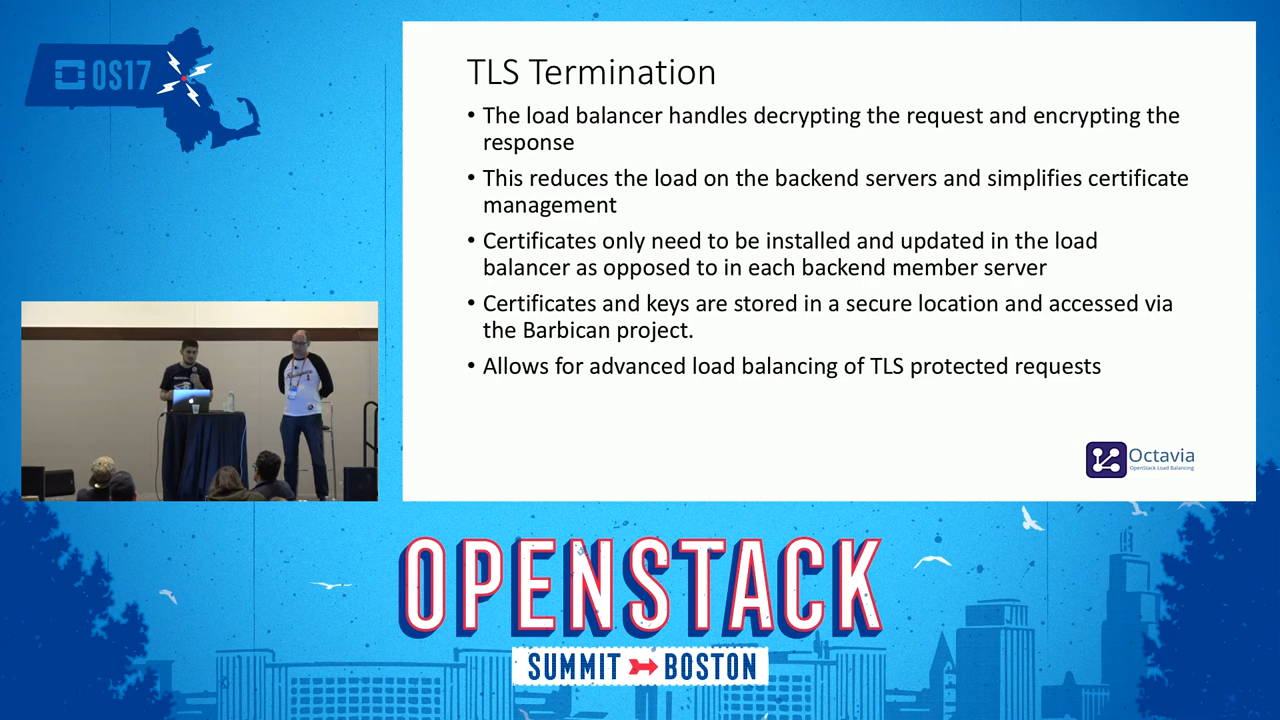 OS17
TLS Termination
• The load balancer handles decrypting the request and encrypting the
response
• This reduces the load on the backend servers and simplifies certificate
management
• Certificates only need to be installed and updated in the load
balancer as opposed to in each backend member server
• Certificates and keys are stored in a secure location and accessed via
the Barbican project.
• Allows for advanced load balancing of TLS protected requests
Octavia
OpenStack Load Balancing
OPENSTACK
SUMMIT BOSTON